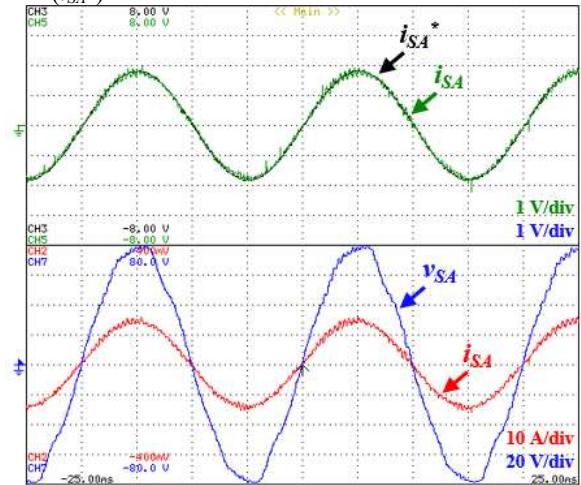 (vSA*)
CH3 8.00 V << Main >>
CH5 8.00 V
iSA*
iSA
1 V/div
1 V/div
CH3 -8.00 V
CH5 -8.00 V
CH2 400mV
CH7 80.0 V
vSA
iSA
10 A/div
20 V/div
CH2 -400mV
CH7 -80.0 V
-25.00ms 25.00ms